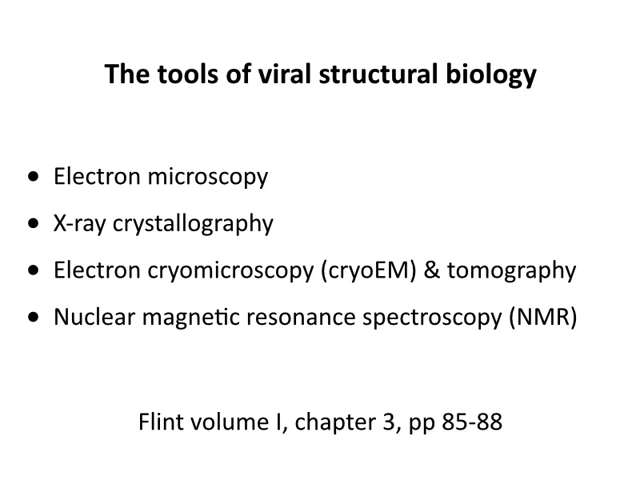 The tools of viral structural biology
• Electron microscopy
• X-ray crystallography
• Electron cryomicroscopy (cryoEM) & tomography
• Nuclear magnetic resonance spectroscopy (NMR)
Flint volume I, chapter 3, pp 85-88